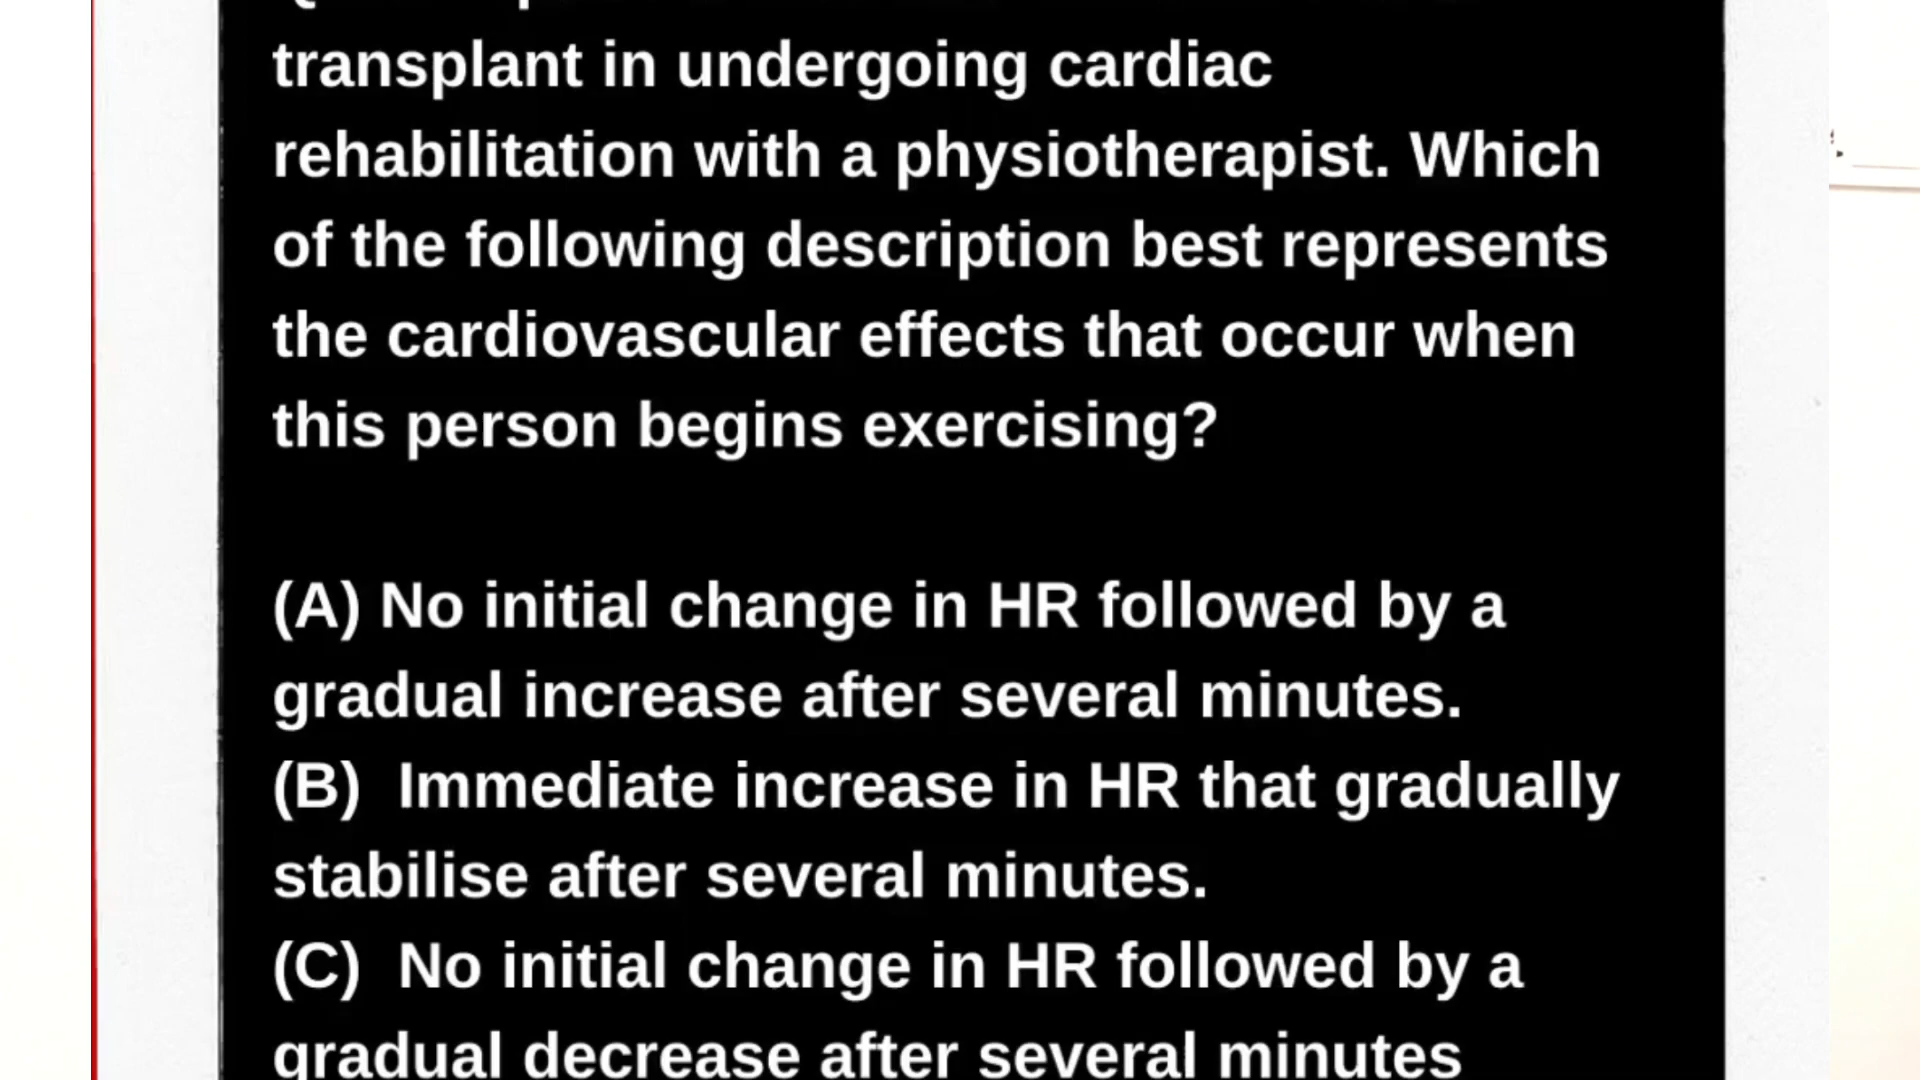 transplant in undergoing cardiac
rehabilitation with a physiotherapist. Which
of the following description best represents
the cardiovascular effects that occur when
this person begins exercising?
(A) No initial change in HR followed by a
gradual increase after several minutes.
(B) Immediate increase in HR that gradually
stabilise after several minutes.
(C) No initial change in HR followed by a
gradual decrease after several minutes